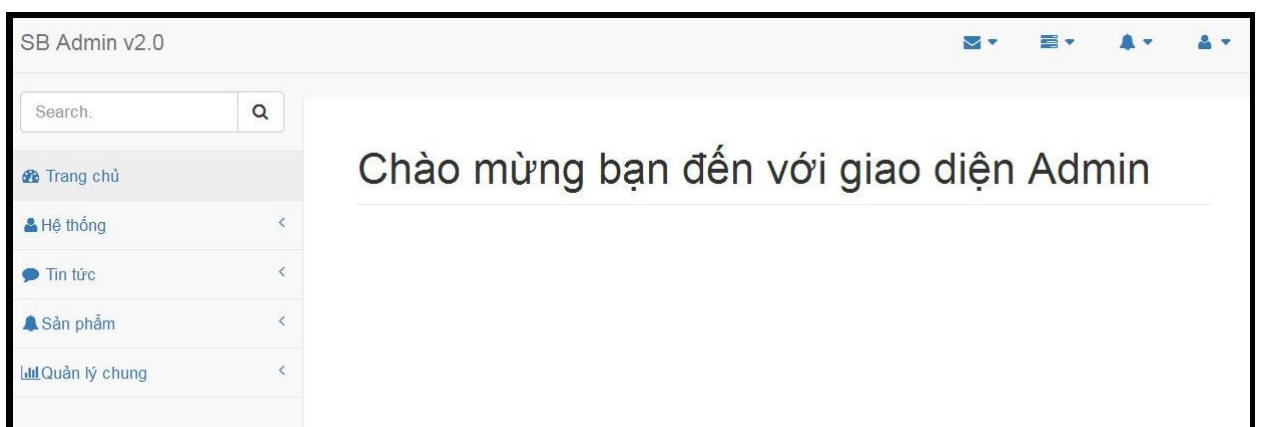 SB Admin v2.0
Search.
Trang chủ
Chào mừng bạn đến với giao diện Admin
Hệ thống
Tin tức
Sản phẩm
Quản lý chung